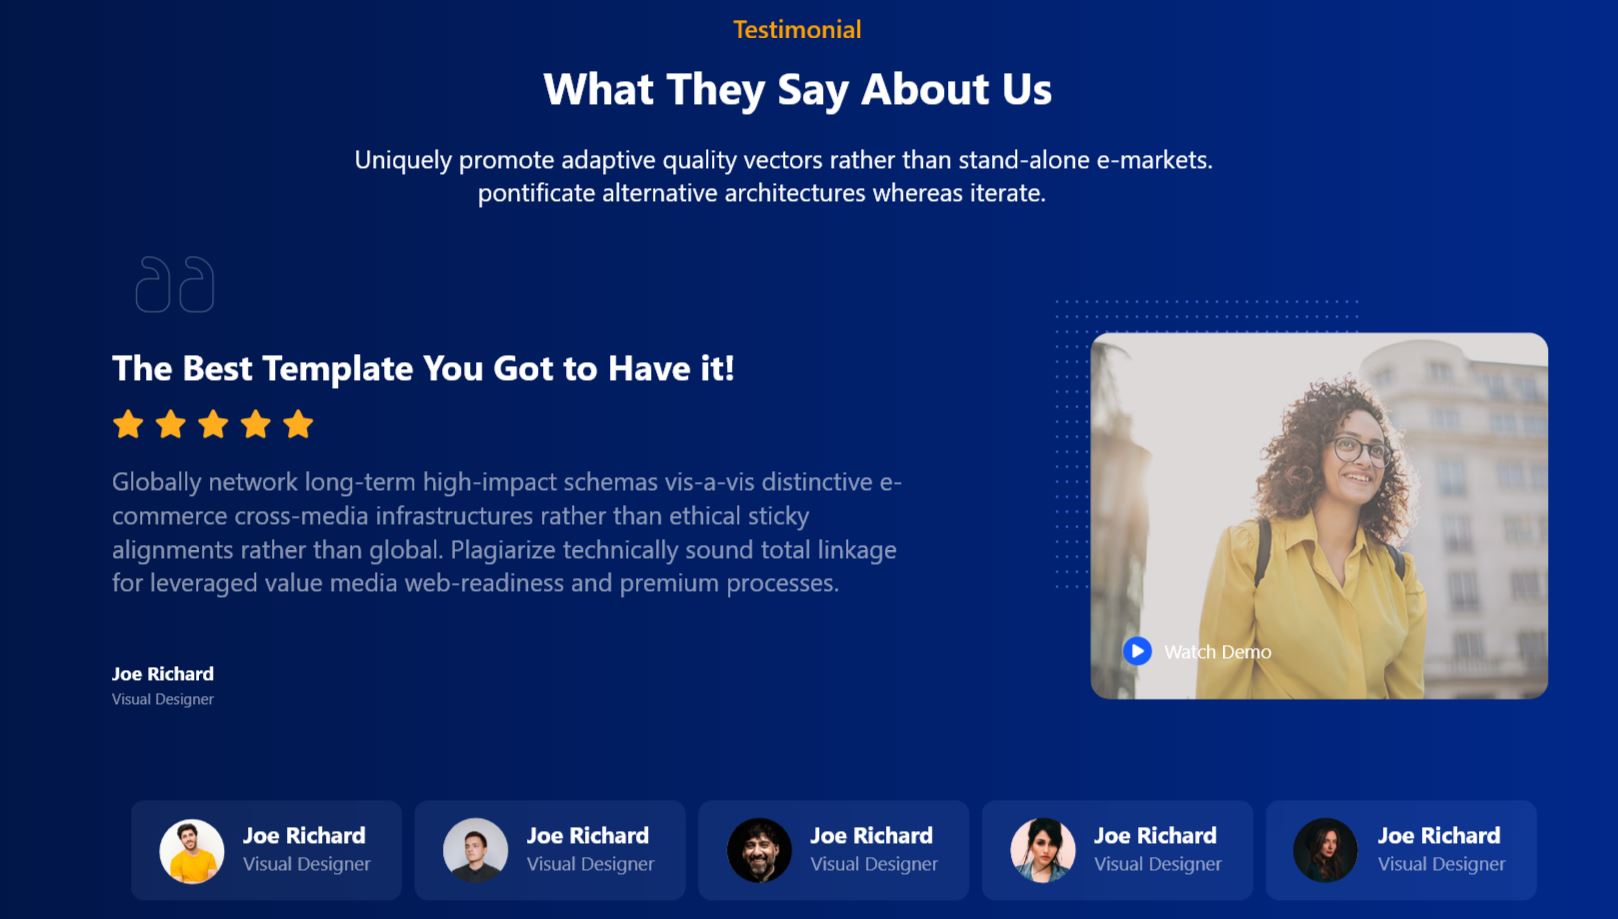 Testimonial
What They Say About Us
Uniquely promote adaptive quality vectors rather than stand-alone e-markets.
pontificate alternative architectures whereas iterate.
The Best Template You Got to Have it!
Globally network long-term high-impact schemas vis-a-vis distinctive e-
commerce cross-media infrastructures rather than ethical sticky
alignments rather than global. Plagiarize technically sound total linkage
for leveraged value media web-readiness and premium processes.
Joe Richard
Visual Designer
Watch Demo
Joe Richard
Visual Designer
Joe Richard
Visual Designer
Joe Richard
Visual Designer
Joe Richard
Visual Designer
Joe Richard
Visual Designer